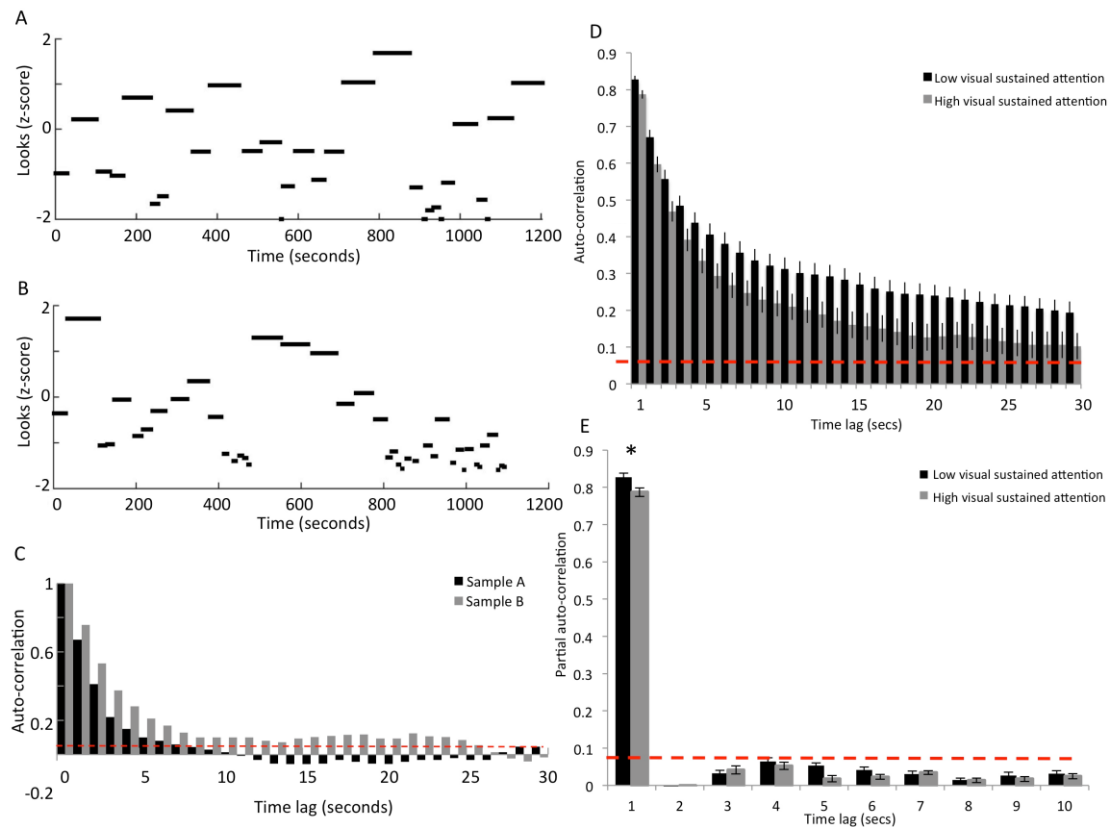 A
Looks (z-score)
2
0
-2
0 200 400 600 800 1000 1200
Time (seconds)
B
Looks (z-score)
2
0
-2
0 200 400 600 800 1000 1200
Time (seconds)
C
Auto-correlation
1
0.6
0.2
-0.2
Sample A
Sample B
0 5 10 15 20 25 30
Time lag (seconds)
D
Auto-correlation
0.9
0.8
0.7
0.6
0.5
0.4
0.3
0.2
0.1
0
Low visual sustained attention
High visual sustained attention
1 5 10 15 20 25 30
Time lag (secs)
E
Partial auto-correlation
0.9
0.8
0.7
0.6
0.5
0.4
0.3
0.2
0.1
0
*
Low visual sustained attention
High visual sustained attention
1 2 3 4 5 6 7 8 9 10
Time lag (secs)